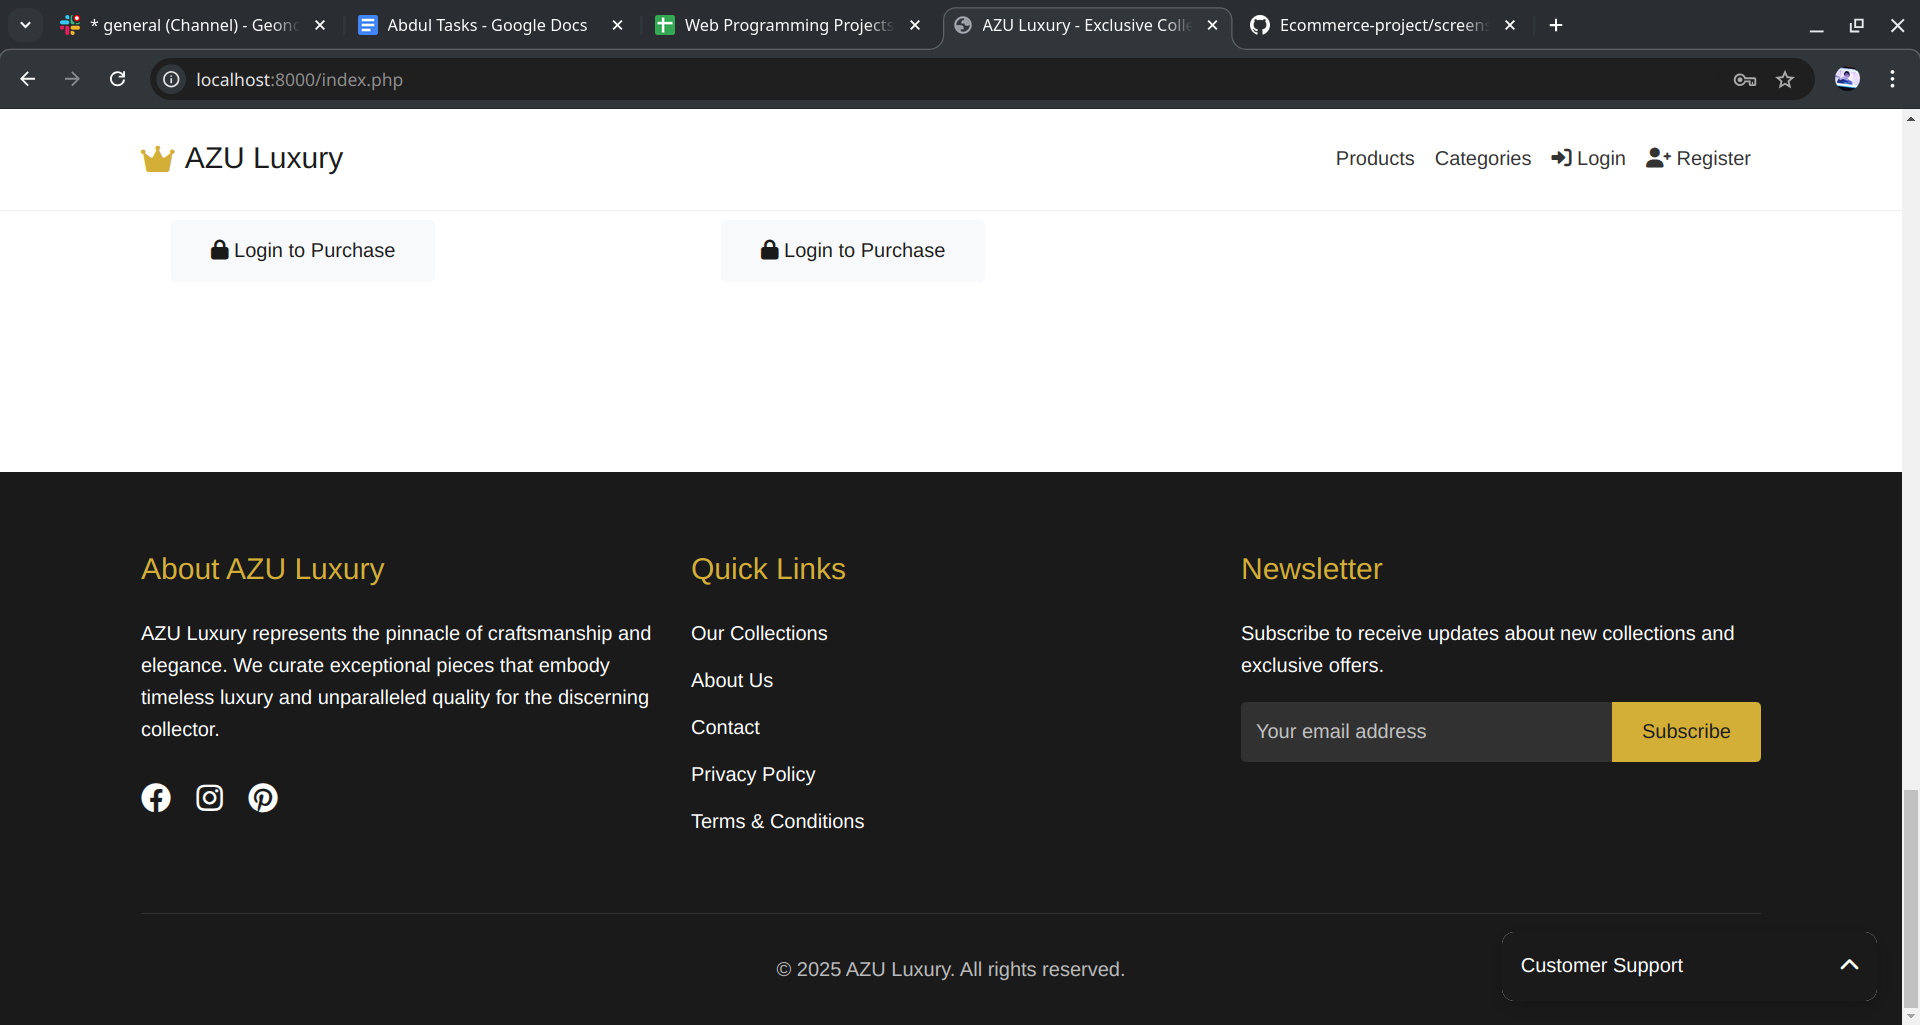 * general (Channel) - Geon
Abdul Tasks - Google Docs
Web Programming Projects
AZU Luxury - Exclusive Colle
Ecommerce-project/screens
localhost:8000/index.php
AZU Luxury
Products
Categories
Login
Register
Login to Purchase
Login to Purchase
About AZU Luxury
AZU Luxury represents the pinnacle of craftsmanship and
elegance. We curate exceptional pieces that embody
timeless luxury and unparalleled quality for the discerning
collector.
Quick Links
Our Collections
About Us
Contact
Privacy Policy
Terms & Conditions
Newsletter
Subscribe to receive updates about new collections and
exclusive offers.
Your email address
Subscribe
© 2025 AZU Luxury. All rights reserved.
Customer Support